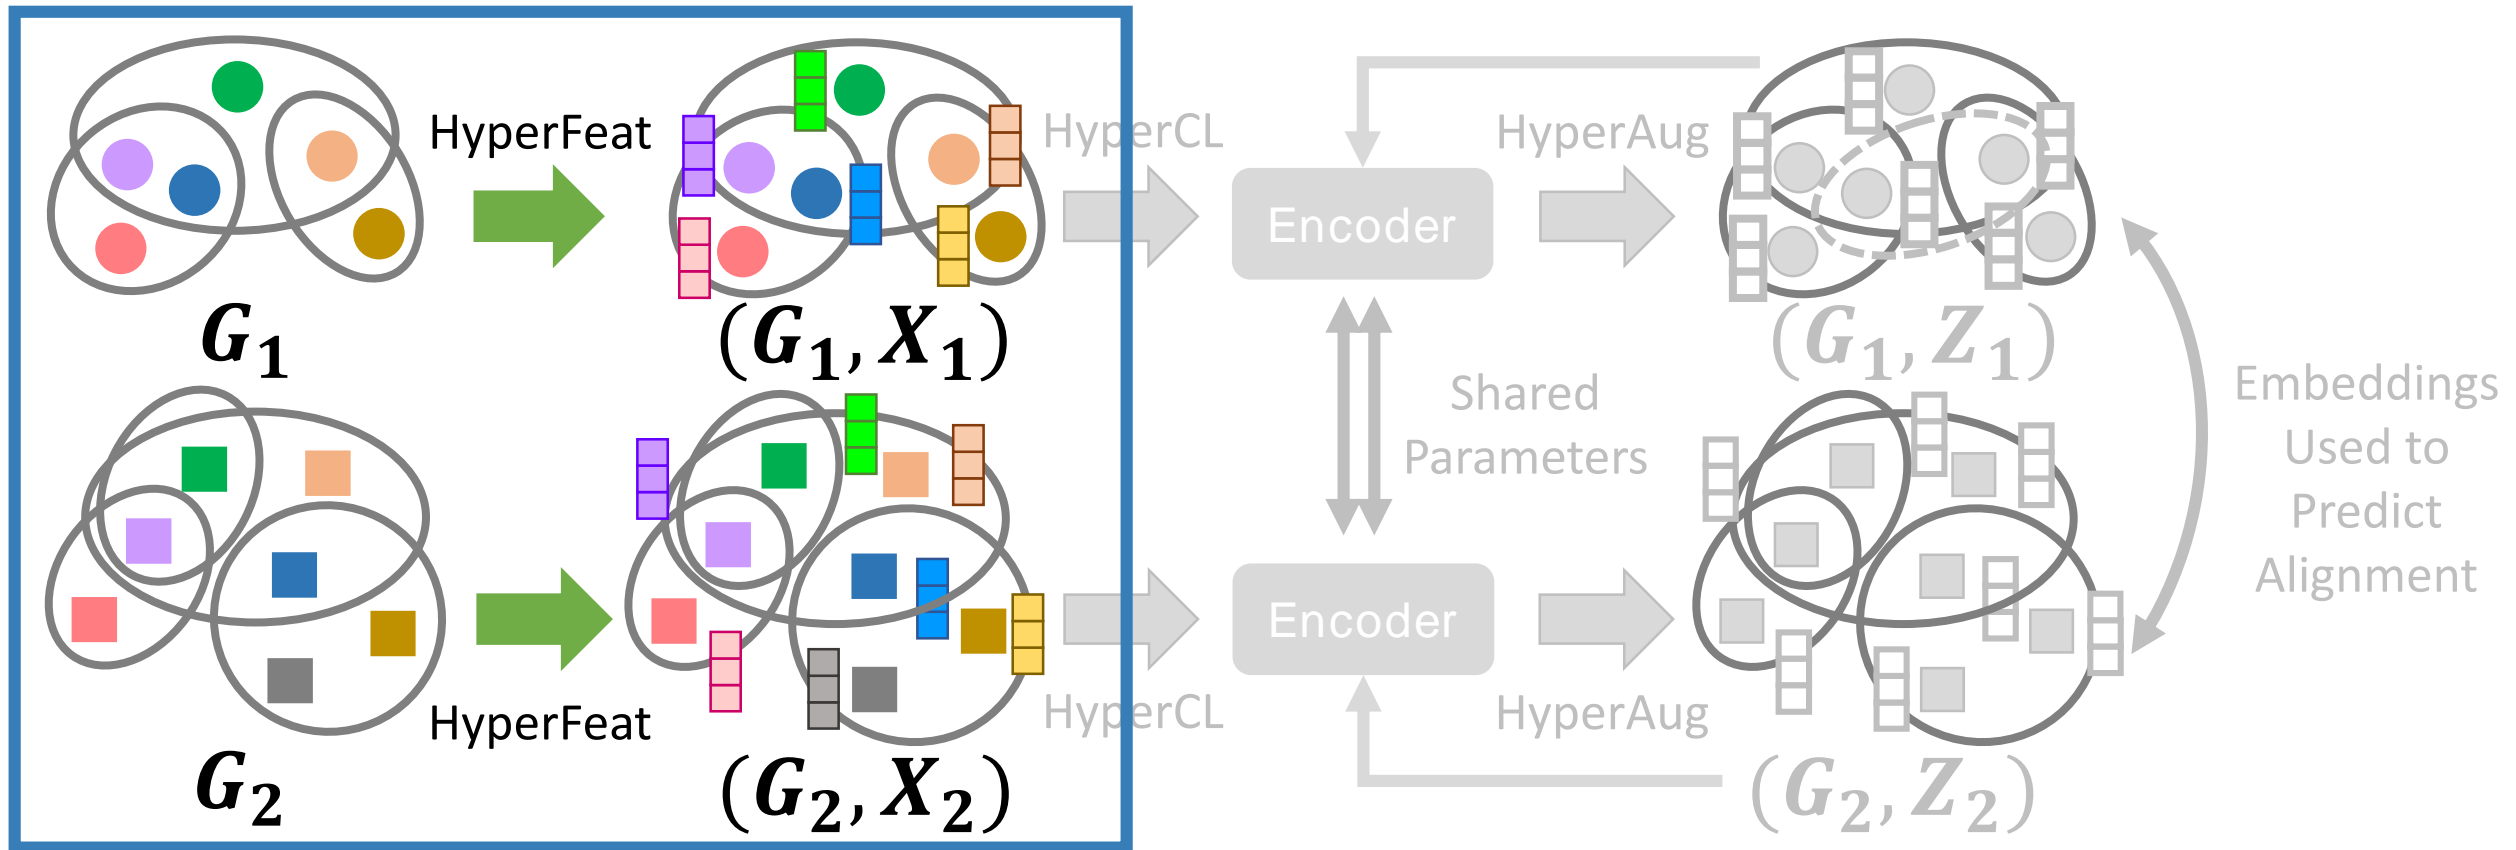 HyperFeat
HyperCL
HyperAug
Encoder
G1
(G1, X1)
(G1, Z1)
Shared
Parameters
Embeddings
Used to
Predict
Alignment
Encoder
HyperFeat
HyperCL
HyperAug
G2
(G2, X2)
(G2, Z2)